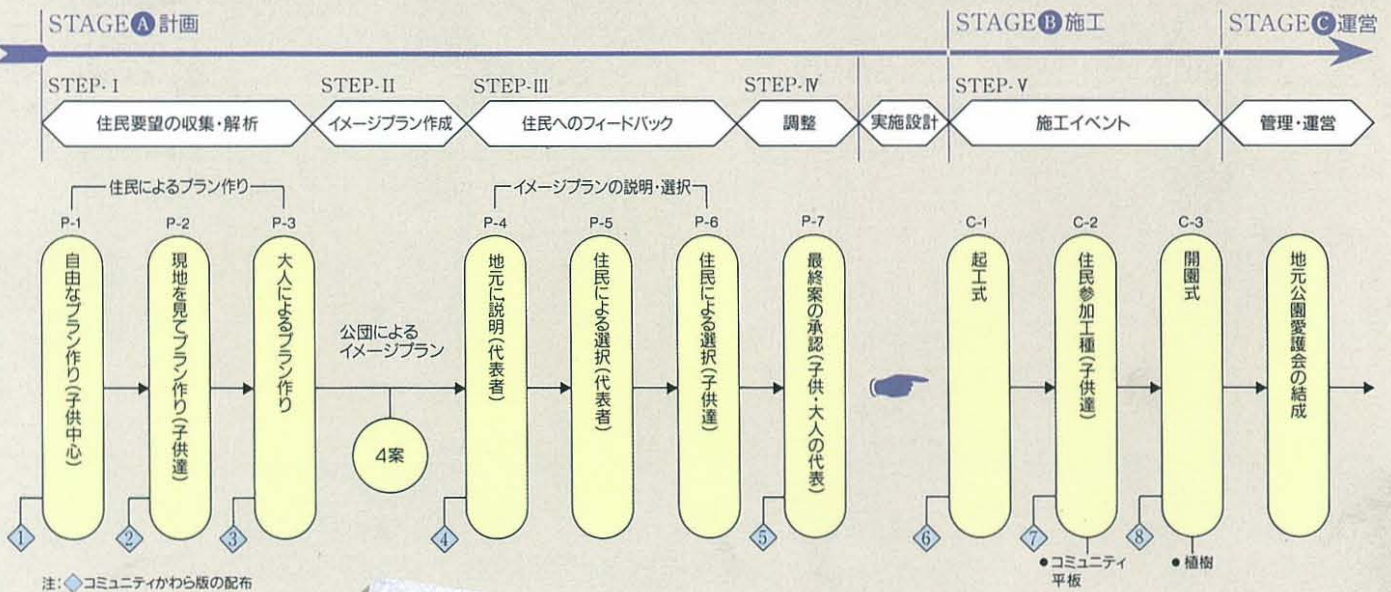 STAGE A 計画
STAGE B 施工
STAGE C 運営
STEP-I
STEP-II
STEP-III
STEP-IV
STEP-V
住民要望の収集・解析
イメージプラン作成
住民へのフィードバック
調整
実施設計
施工イベント
管理・運営
住民によるプラン作り
イメージプランの説明・選択
P-1
自由なプラン作り(子供中心)
P-2
現地を見てプラン作り(子供達)
P-3
大人によるプラン作り
公団による
イメージプラン
4案
P-4
地元に説明(代表者)
P-5
住民による選択(代表者)
P-6
住民による選択(子供達)
P-7
最終案の承認(子供・大人の代表)
C-1
起工式
C-2
住民参加工種(子供達)
C-3
開園式
地元公園愛護会の結成
1
2
3
4
5
6
7
8
●コミュニティ
平板
●植樹
注:◇コミュニティかわら版の配布